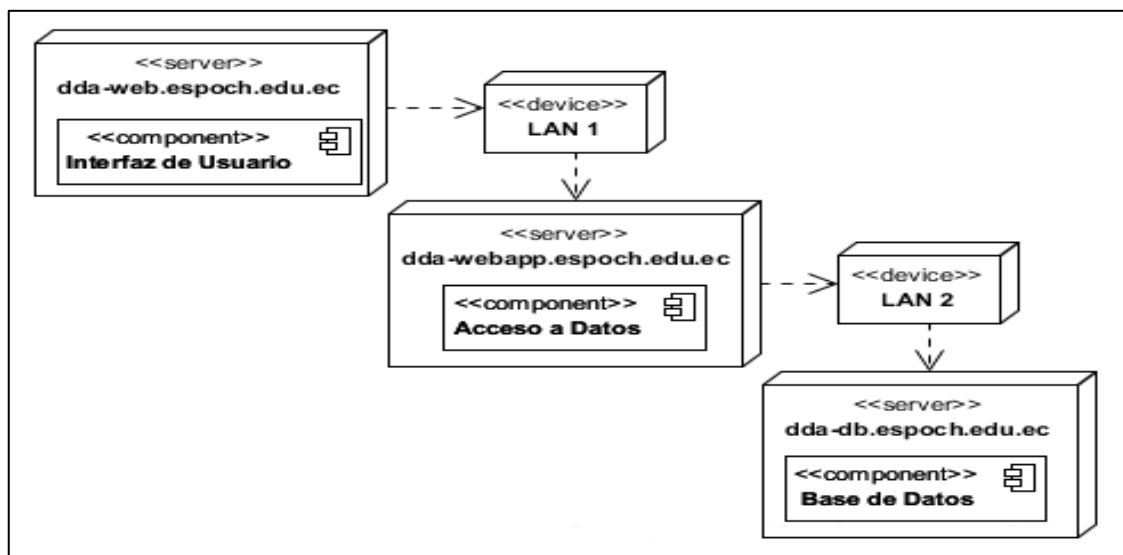 <<server>>
dda-web.espoch.edu.ec
<<component>>
Interfaz de Usuario
<<device>>
LAN 1
<<server>>
dda-webapp.espoch.edu.ec
<<component>>
Acceso a Datos
<<device>>
LAN 2
<<server>>
dda-db.espoch.edu.ec
<<component>>
Base de Datos